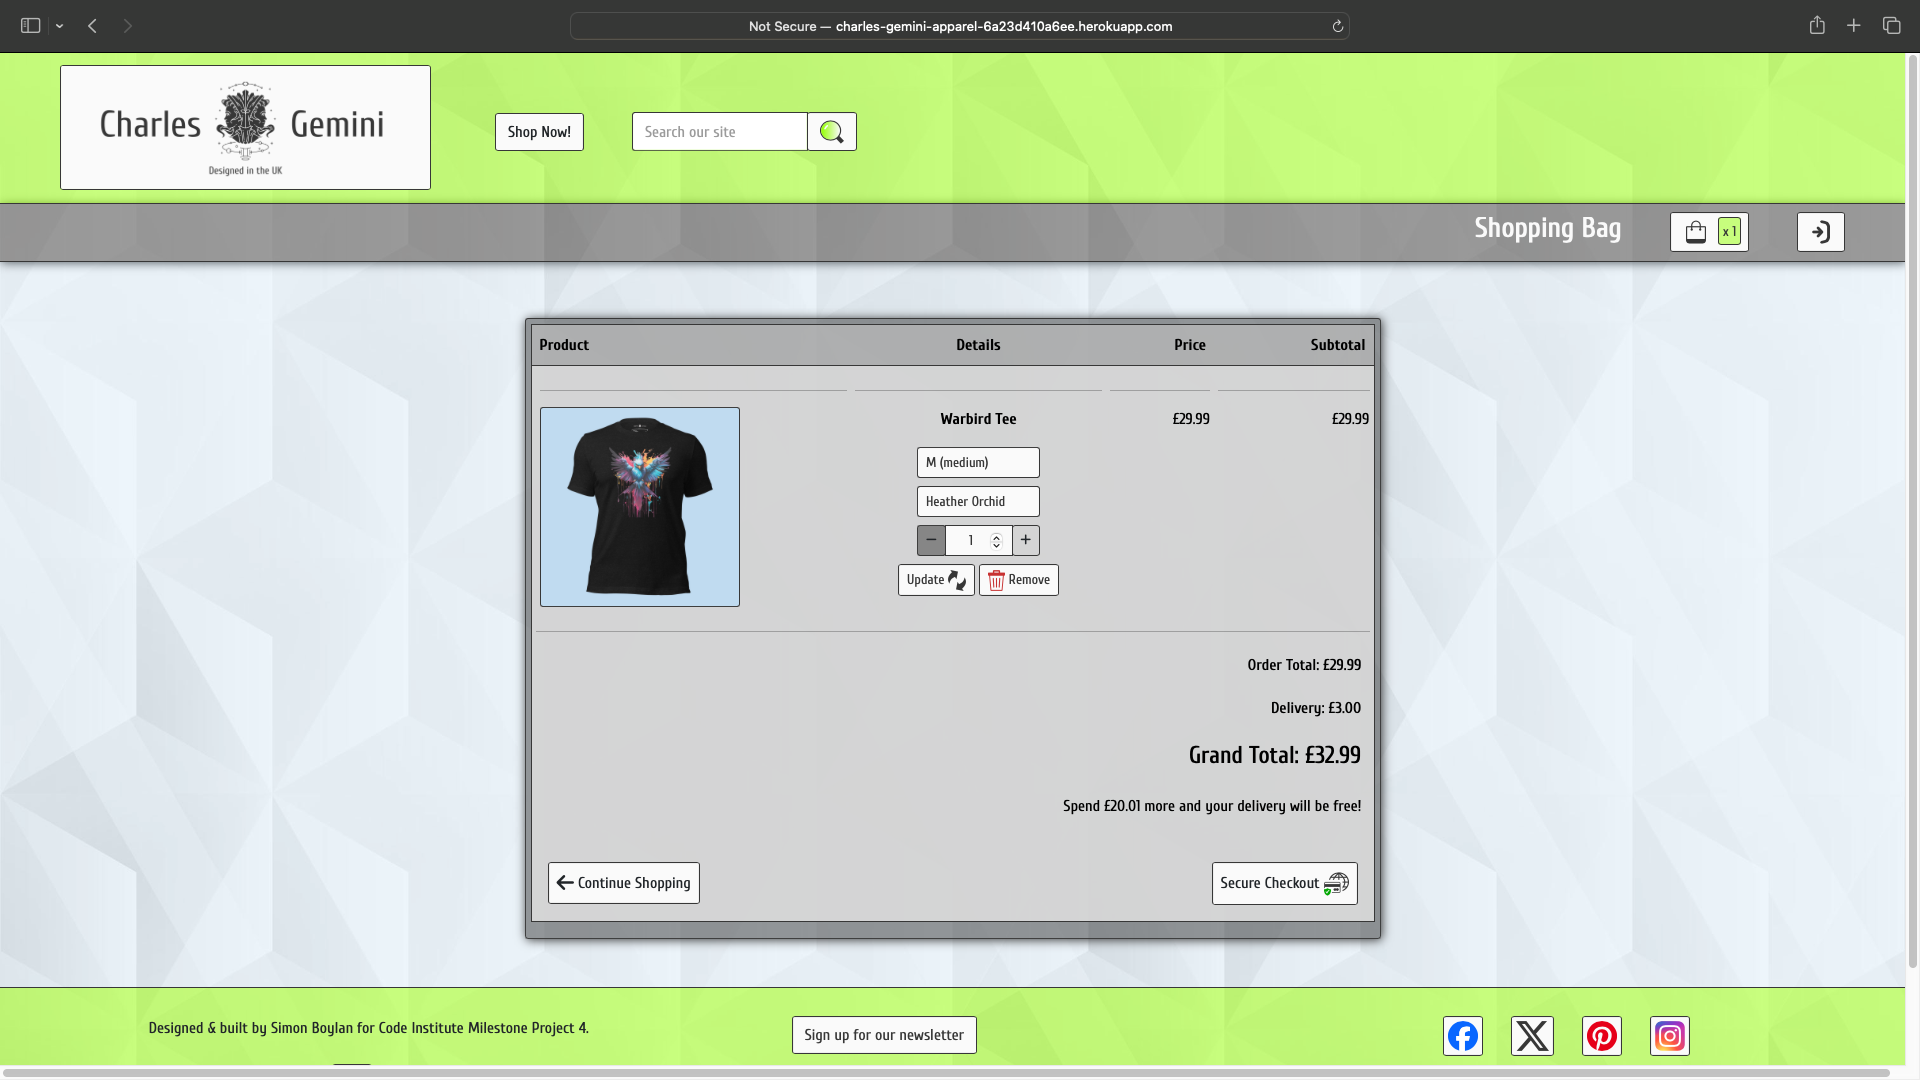 Not Secure — charles-gemini-apparel-6a23d410a6ee.herokuapp.com
Charles Gemini
Designed in the UK
Shop Now!
Search our site
Shopping Bag
x 1
Product Details Price Subtotal
Warbird Tee £29.99 £29.99
M (medium)
Heather Orchid
− 1 +
Update Remove
Order Total: £29.99
Delivery: £3.00
Grand Total: £32.99
Spend £20.01 more and your delivery will be free!
Continue Shopping
Secure Checkout
Designed & built by Simon Boylan for Code Institute Milestone Project 4.
Sign up for our newsletter